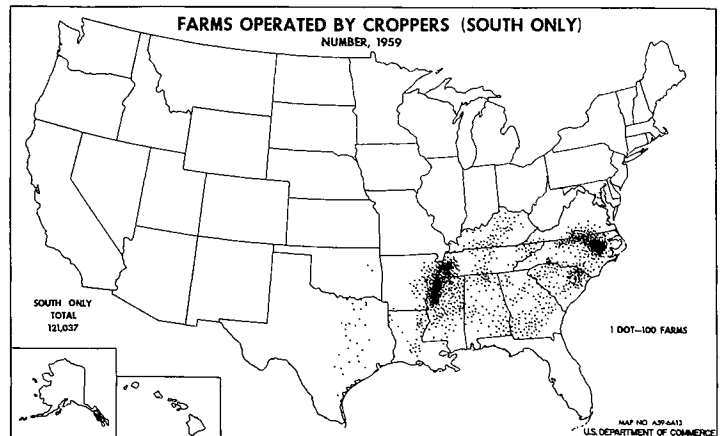 FARMS OPERATED BY CROPPERS (SOUTH ONLY)
NUMBER, 1959
SOUTH ONLY
TOTAL
121,037
1 DOT—100 FARMS
MAP NO. A59-6A13
U.S. DEPARTMENT OF COMMERCE